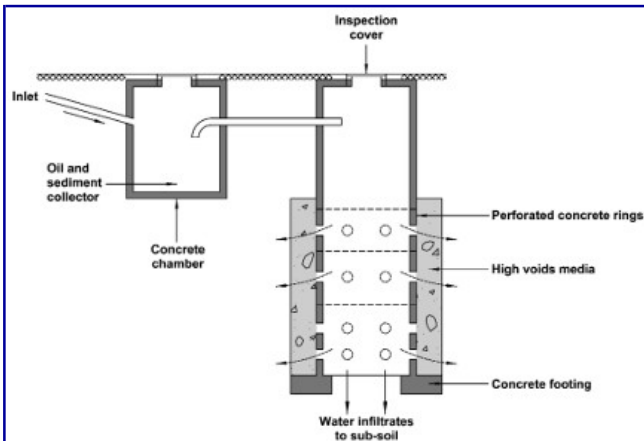 Inspection
cover
Inlet
Oil and
sediment
collector
Concrete
chamber
Perforated concrete rings
High voids media
Concrete footing
Water infiltrates
to sub-soil